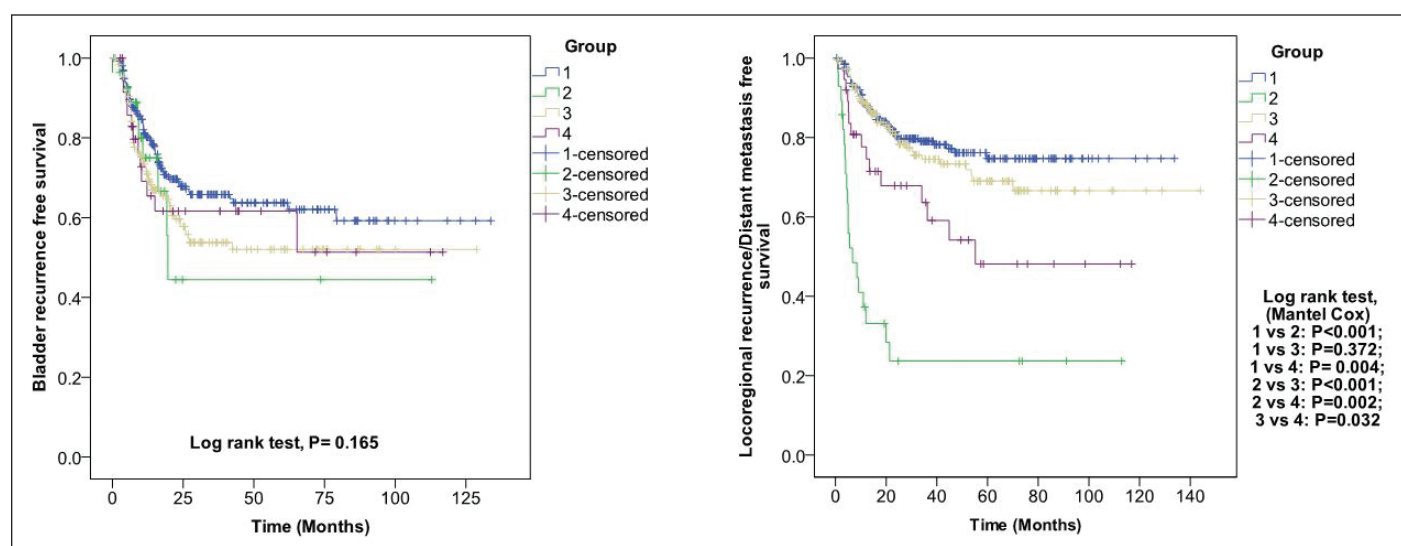 Bladder recurrence free survival
1.0
0.8
0.6
0.4
0.2
0.0
Log rank test, P= 0.165
0 25 50 75 100 125
Time (Months)
Group
1
2
3
4
1-censored
2-censored
3-censored
4-censored
Locoregional recurrence/Distant metastasis free
survival
1.0
0.8
0.6
0.4
0.2
0.0
0 20 40 60 80 100 120 140
Time (Months)
Group
1
2
3
4
1-censored
2-censored
3-censored
4-censored
Log rank test,
(Mantel Cox)
1 vs 2: P<0.001;
1 vs 3: P=0.372;
1 vs 4: P= 0.004;
2 vs 3: P<0.001;
2 vs 4: P=0.002;
3 vs 4: P=0.032